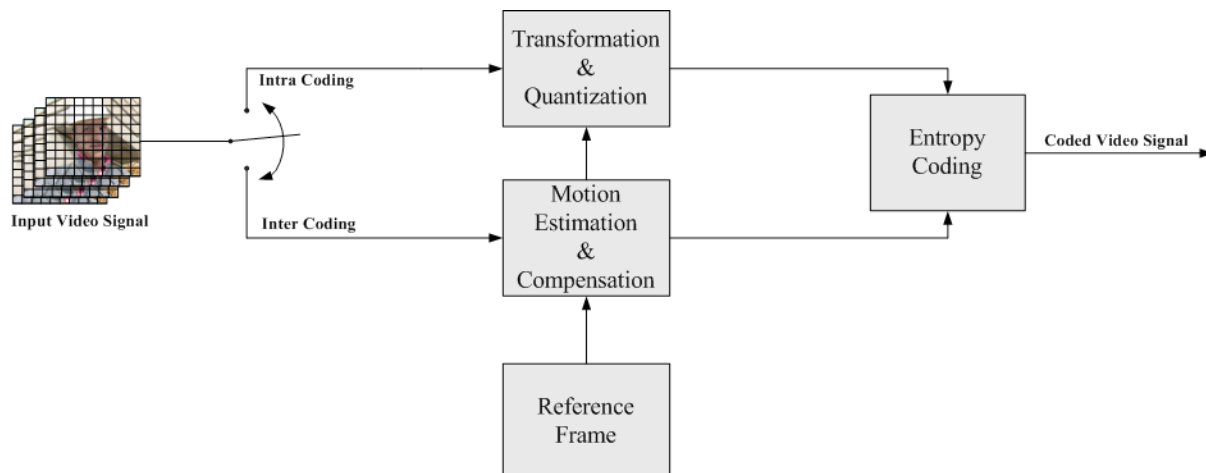 Transformation
&
Quantization
Intra Coding
Input Video Signal
Entropy
Coding
Coded Video Signal
Inter Coding
Motion
Estimation
&
Compensation
Reference
Frame